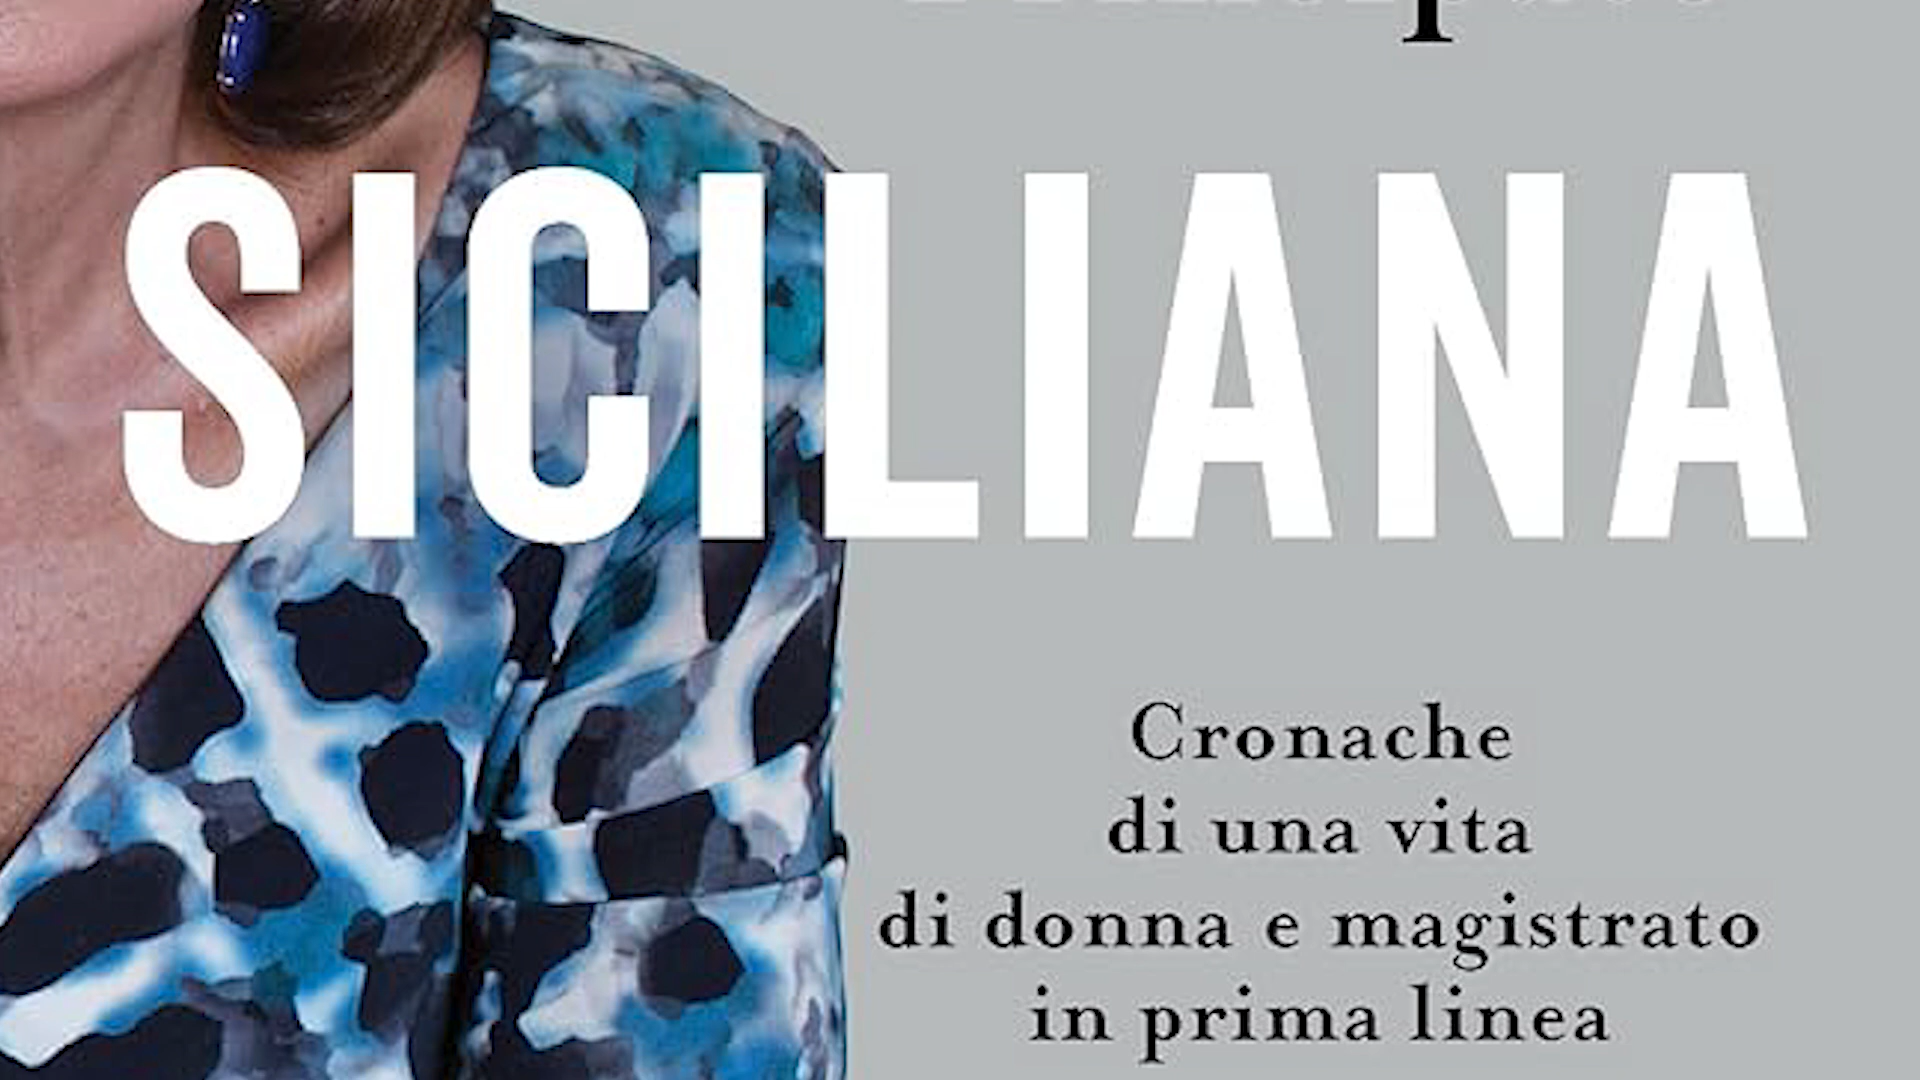 SICILIANA
Cronache
di una vita
di donna e magistrato
in prima linea